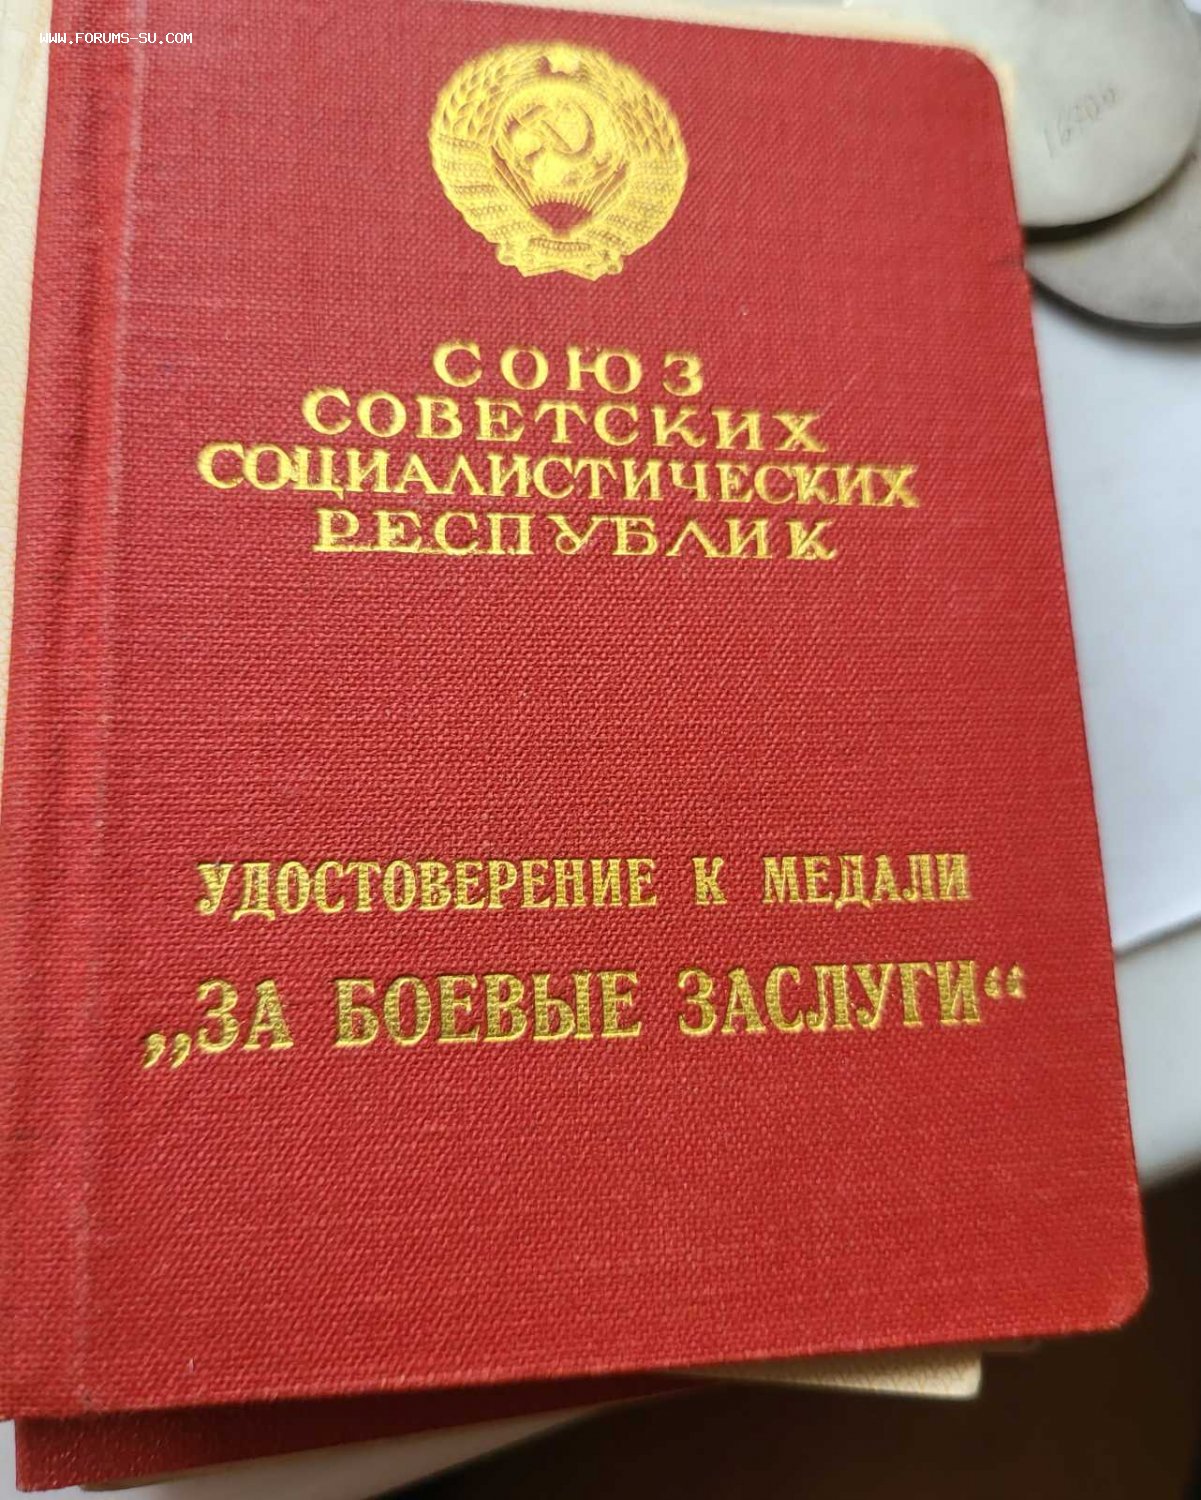 www.FORUMS-SU.COM
СОЮЗ
СОВЕТСКИХ
СОЦИАЛИСТИЧЕСКИХ
РЕСПУБЛИК
УДОСТОВЕРЕНИЕ К МЕДАЛИ
„ЗА БОЕВЫЕ ЗАСЛУГИ“